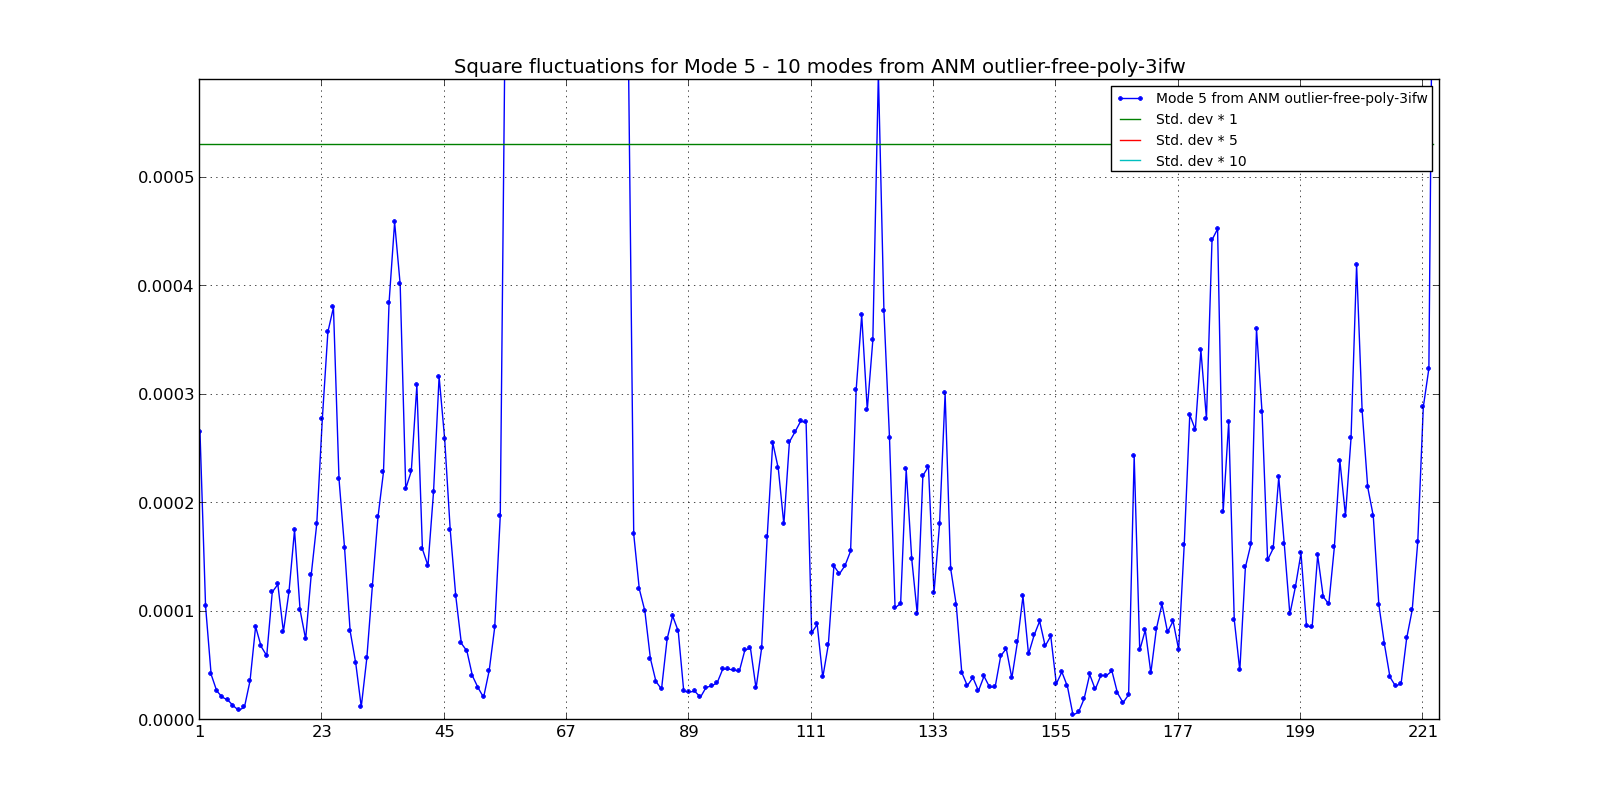 Square fluctuations for Mode 5 - 10 modes from ANM outlier-free-poly-3ifw
Mode 5 from ANM outlier-free-poly-3ifw
Std. dev * 1
Std. dev * 5
Std. dev * 10
0.0005
0.0004
0.0003
0.0002
0.0001
0.0000
1 23 45 67 89 111 133 155 177 199 221